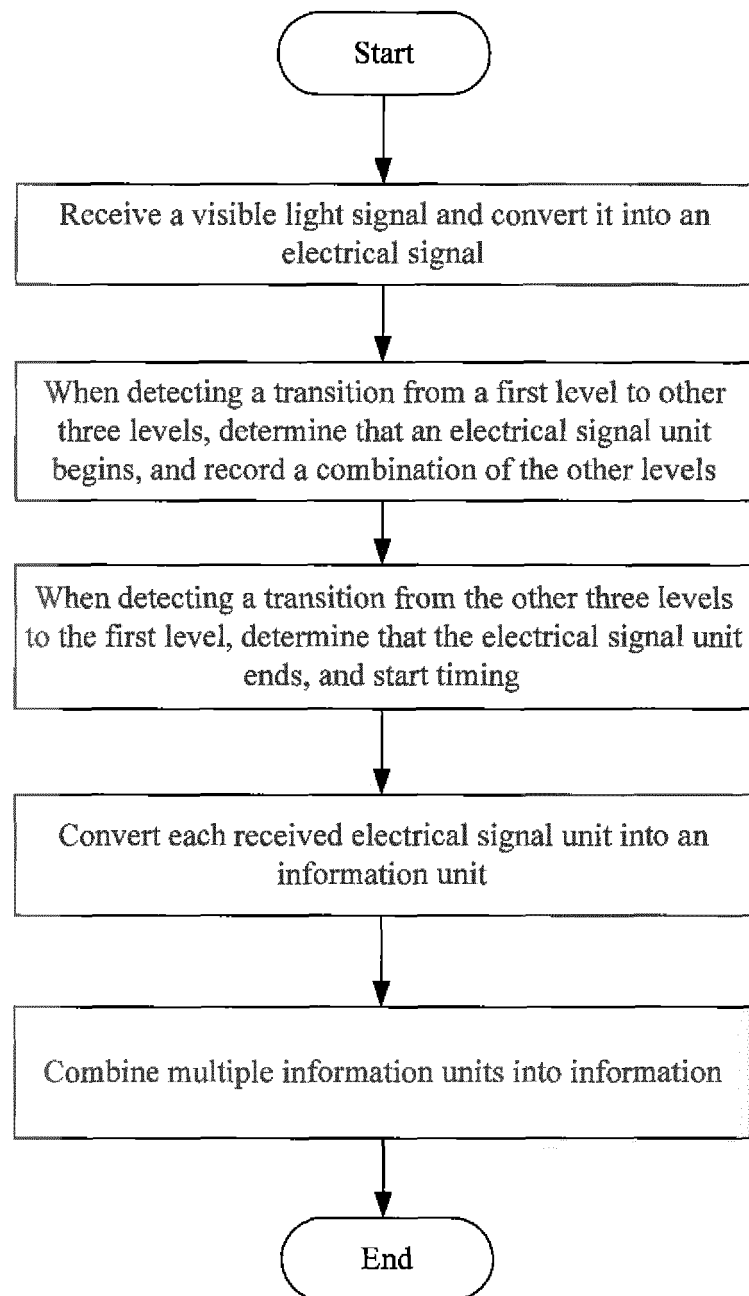 Start
Receive a visible light signal and convert it into an
electrical signal
When detecting a transition from a first level to other
three levels, determine that an electrical signal unit
begins, and record a combination of the other levels
When detecting a transition from the other three levels
to the first level, determine that the electrical signal unit
ends, and start timing
Convert each received electrical signal unit into an
information unit
Combine multiple information units into information
End